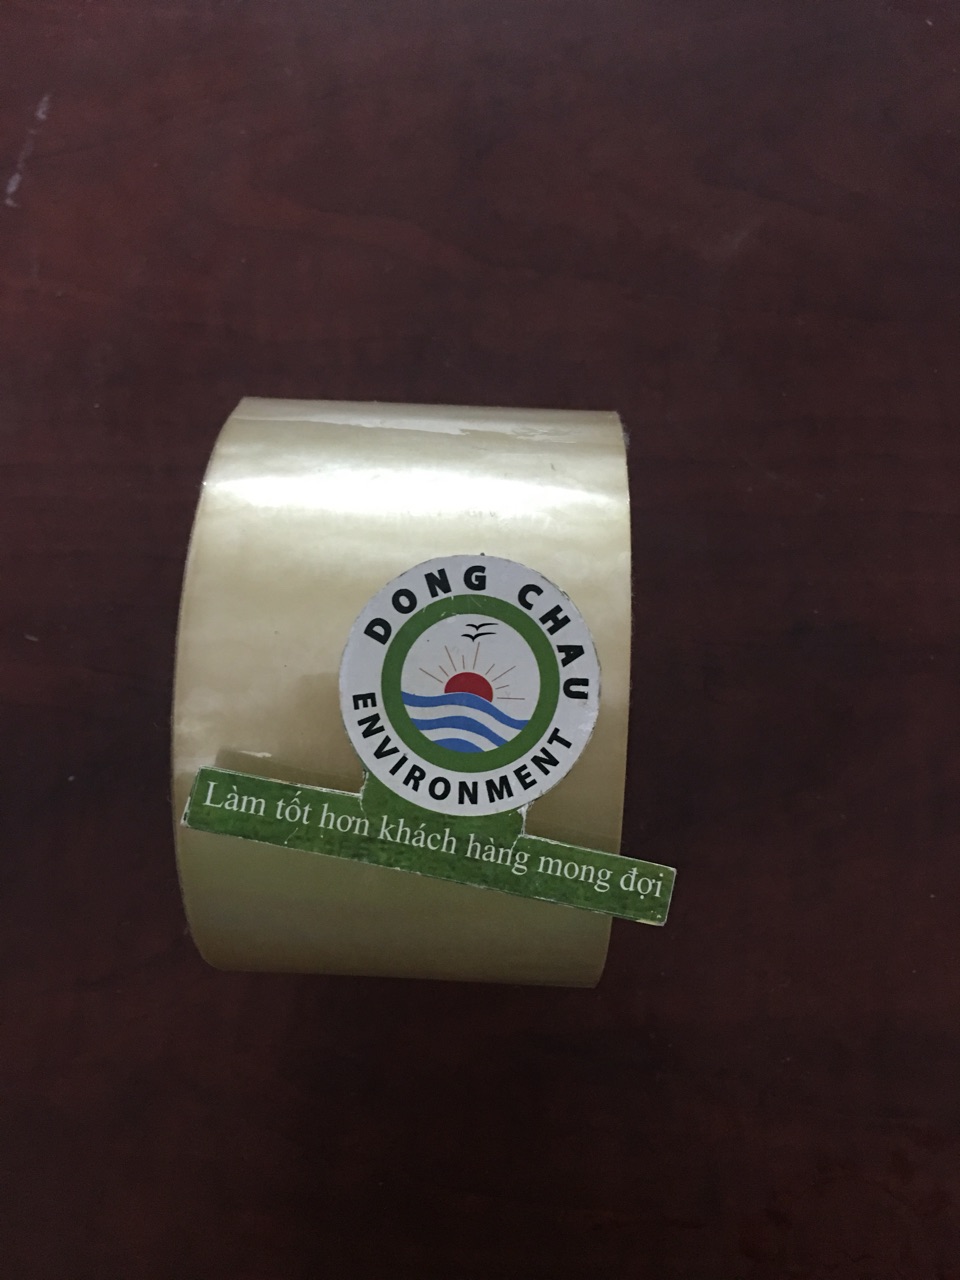 DONG CHAU
ENVIRONMENT
Làm tốt hơn khách hàng mong đợi